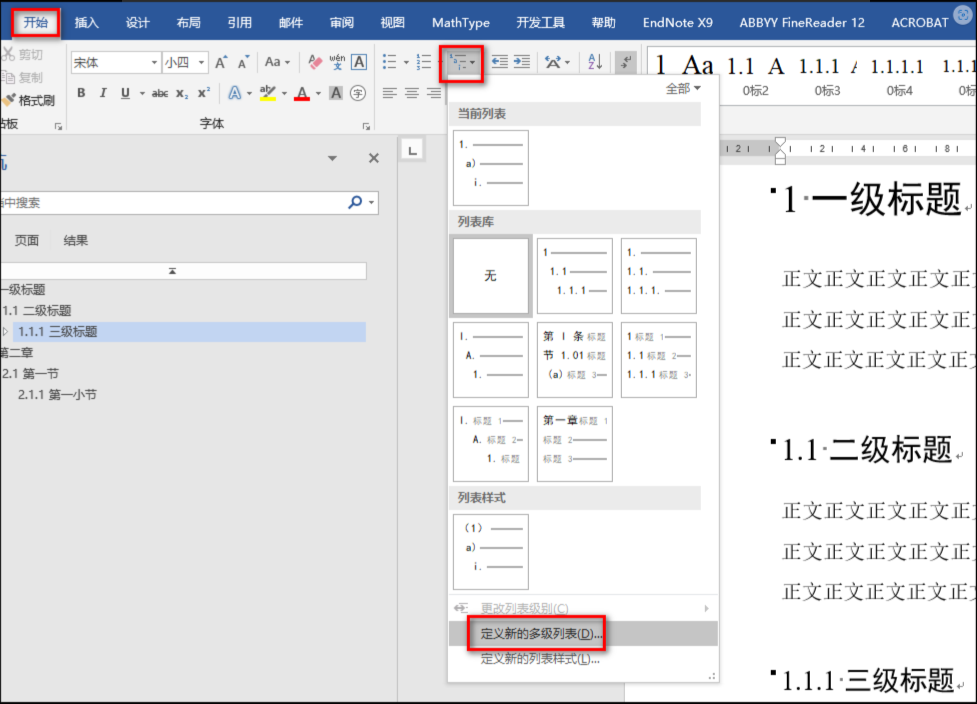 开始 插入 设计 布局 引用 邮件 审阅 视图 MathType 开发工具 帮助 EndNote X9 ABBYY FineReader 12 ACROBAT
剪切
复制
格式刷
贴板
宋体 小四 A A Aa wén 文 A
B I U abc X₂ X² A ab A A 字
字体
1 Aa 1.1 A 1.1.1 1.1.1.1 1.1.1
0标2 0标3 0标4 0标
全部
当前列表
1.
a)
i.
列表库
无
1
1.1
1.1.1
1.
1.1.
1.1.1.
I.
A.
1.
第 I 条 标题
节 1.01 标题
(a) 标题 3
1 标题 1
1.1 标题 2
1.1.1 标题 3
I. 标题 1
A. 标题 2
1. 标题
第一章 标题 1
标题 2
标题 3
列表样式
(1)
a)
i.
更改列表级别(C)
定义新的多级列表(D)...
定义新的列表样式(L)...
中搜索
页面 结果
一级标题
1.1 二级标题
1.1.1 三级标题
第二章
2.1 第一节
2.1.1 第一小节
2 2 4 6 8
1 一级标题
正文正文正文正文正
正文正文正文正文正
正文正文正文正文正
1.1 二级标题
正文正文正文正文正
正文正文正文正文正
正文正文正文正文正
1.1.1 三级标题